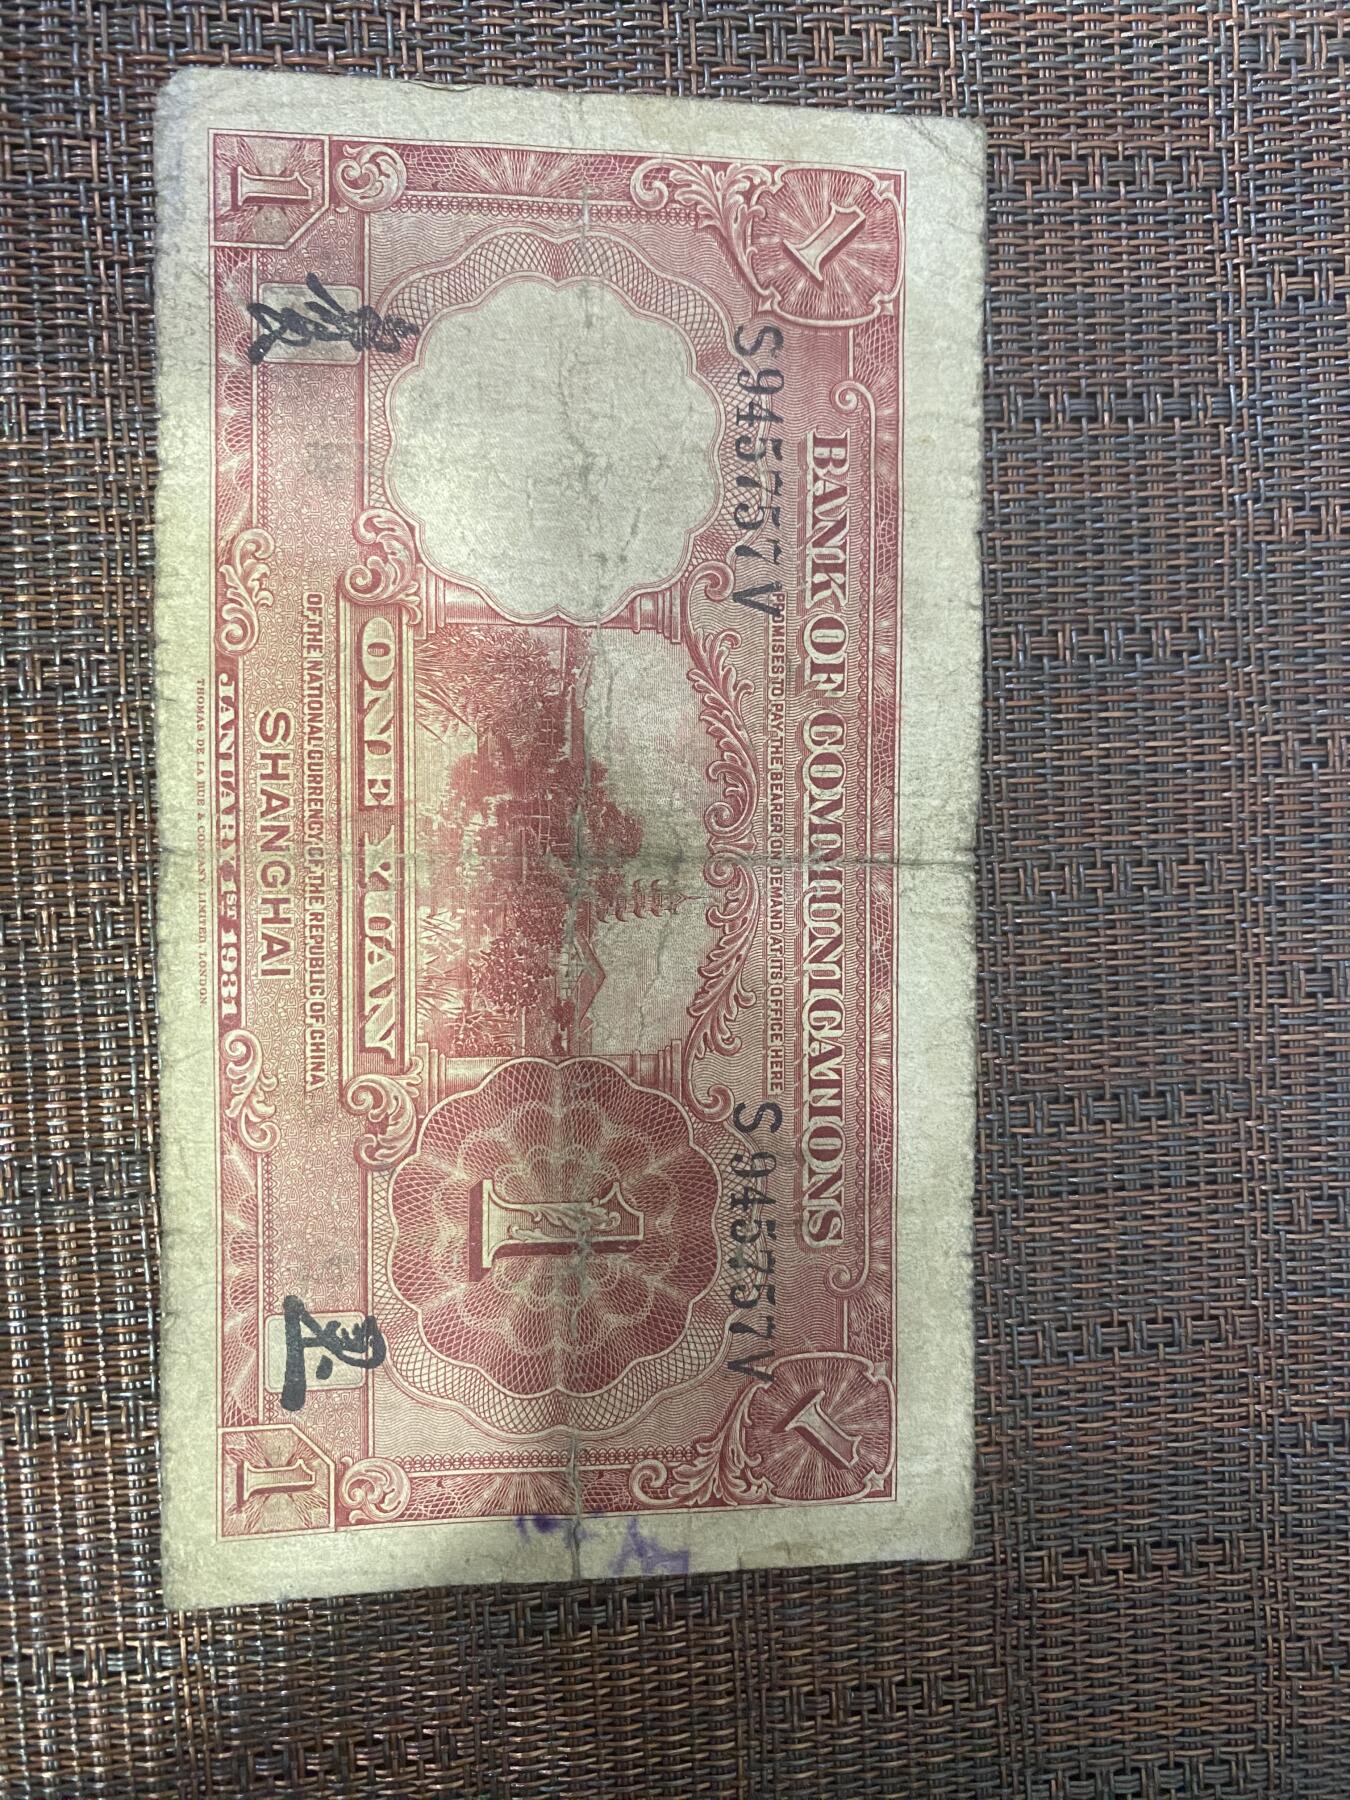 1
1
BANK OF COMMUNICATIONS
PROMISES TO PAY THE BEARER ON DEMAND AT ITS OFFICE HERE
S945757V
S945757V
1
ONE YUAN
OF THE NATIONAL CURRENCY OF THE REPUBLIC OF CHINA
SHANGHAI
1
JANUARY 1ST 1931
1
THOMAS DE LA RUE & COMPANY, LIMITED, LONDON